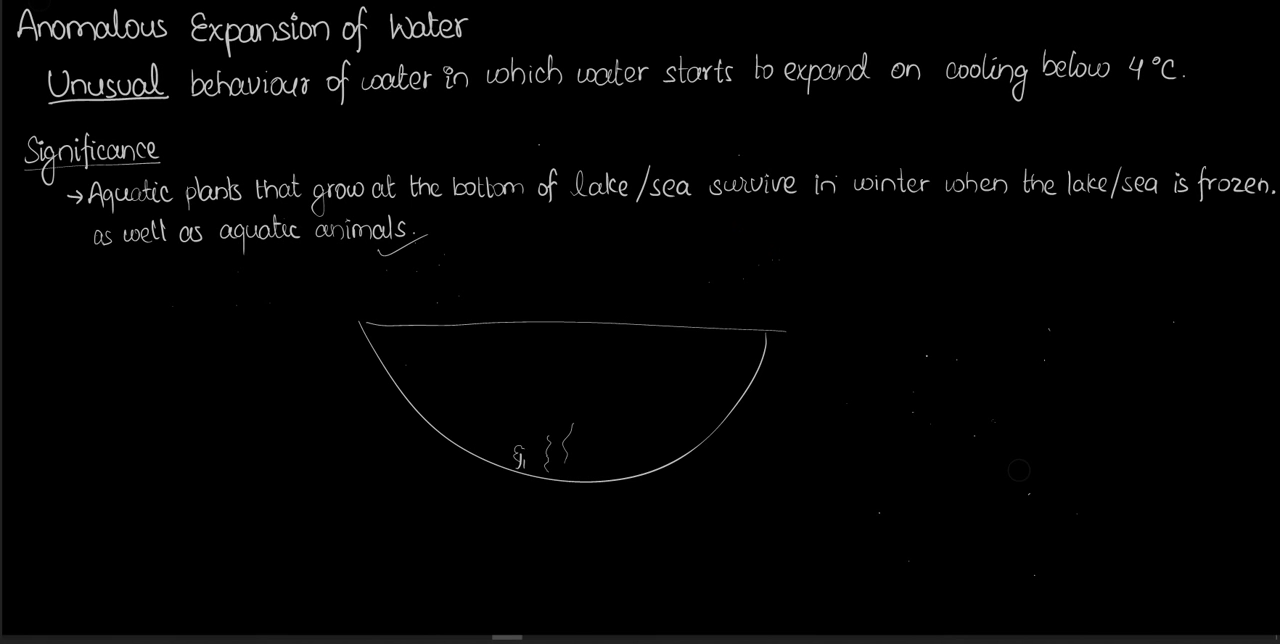 Anomalous Expansion of Water
Unusual behaviour of water in which water starts to expand on cooling below 4°C.
Significance
→ Aquatic plants that grow at the bottom of lake/sea survive in winter when the lake/sea is frozen.
as well as aquatic animals.